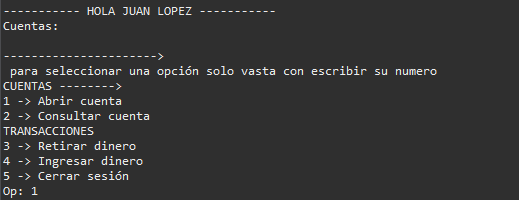 ----------- HOLA JUAN LOPEZ -----------
Cuentas:
---------------------->
para seleccionar una opción solo vasta con escribir su numero
CUENTAS -------->
1 -> Abrir cuenta
2 -> Consultar cuenta
TRANSACCIONES
3 -> Retirar dinero
4 -> Ingresar dinero
5 -> Cerrar sesión
Op: 1